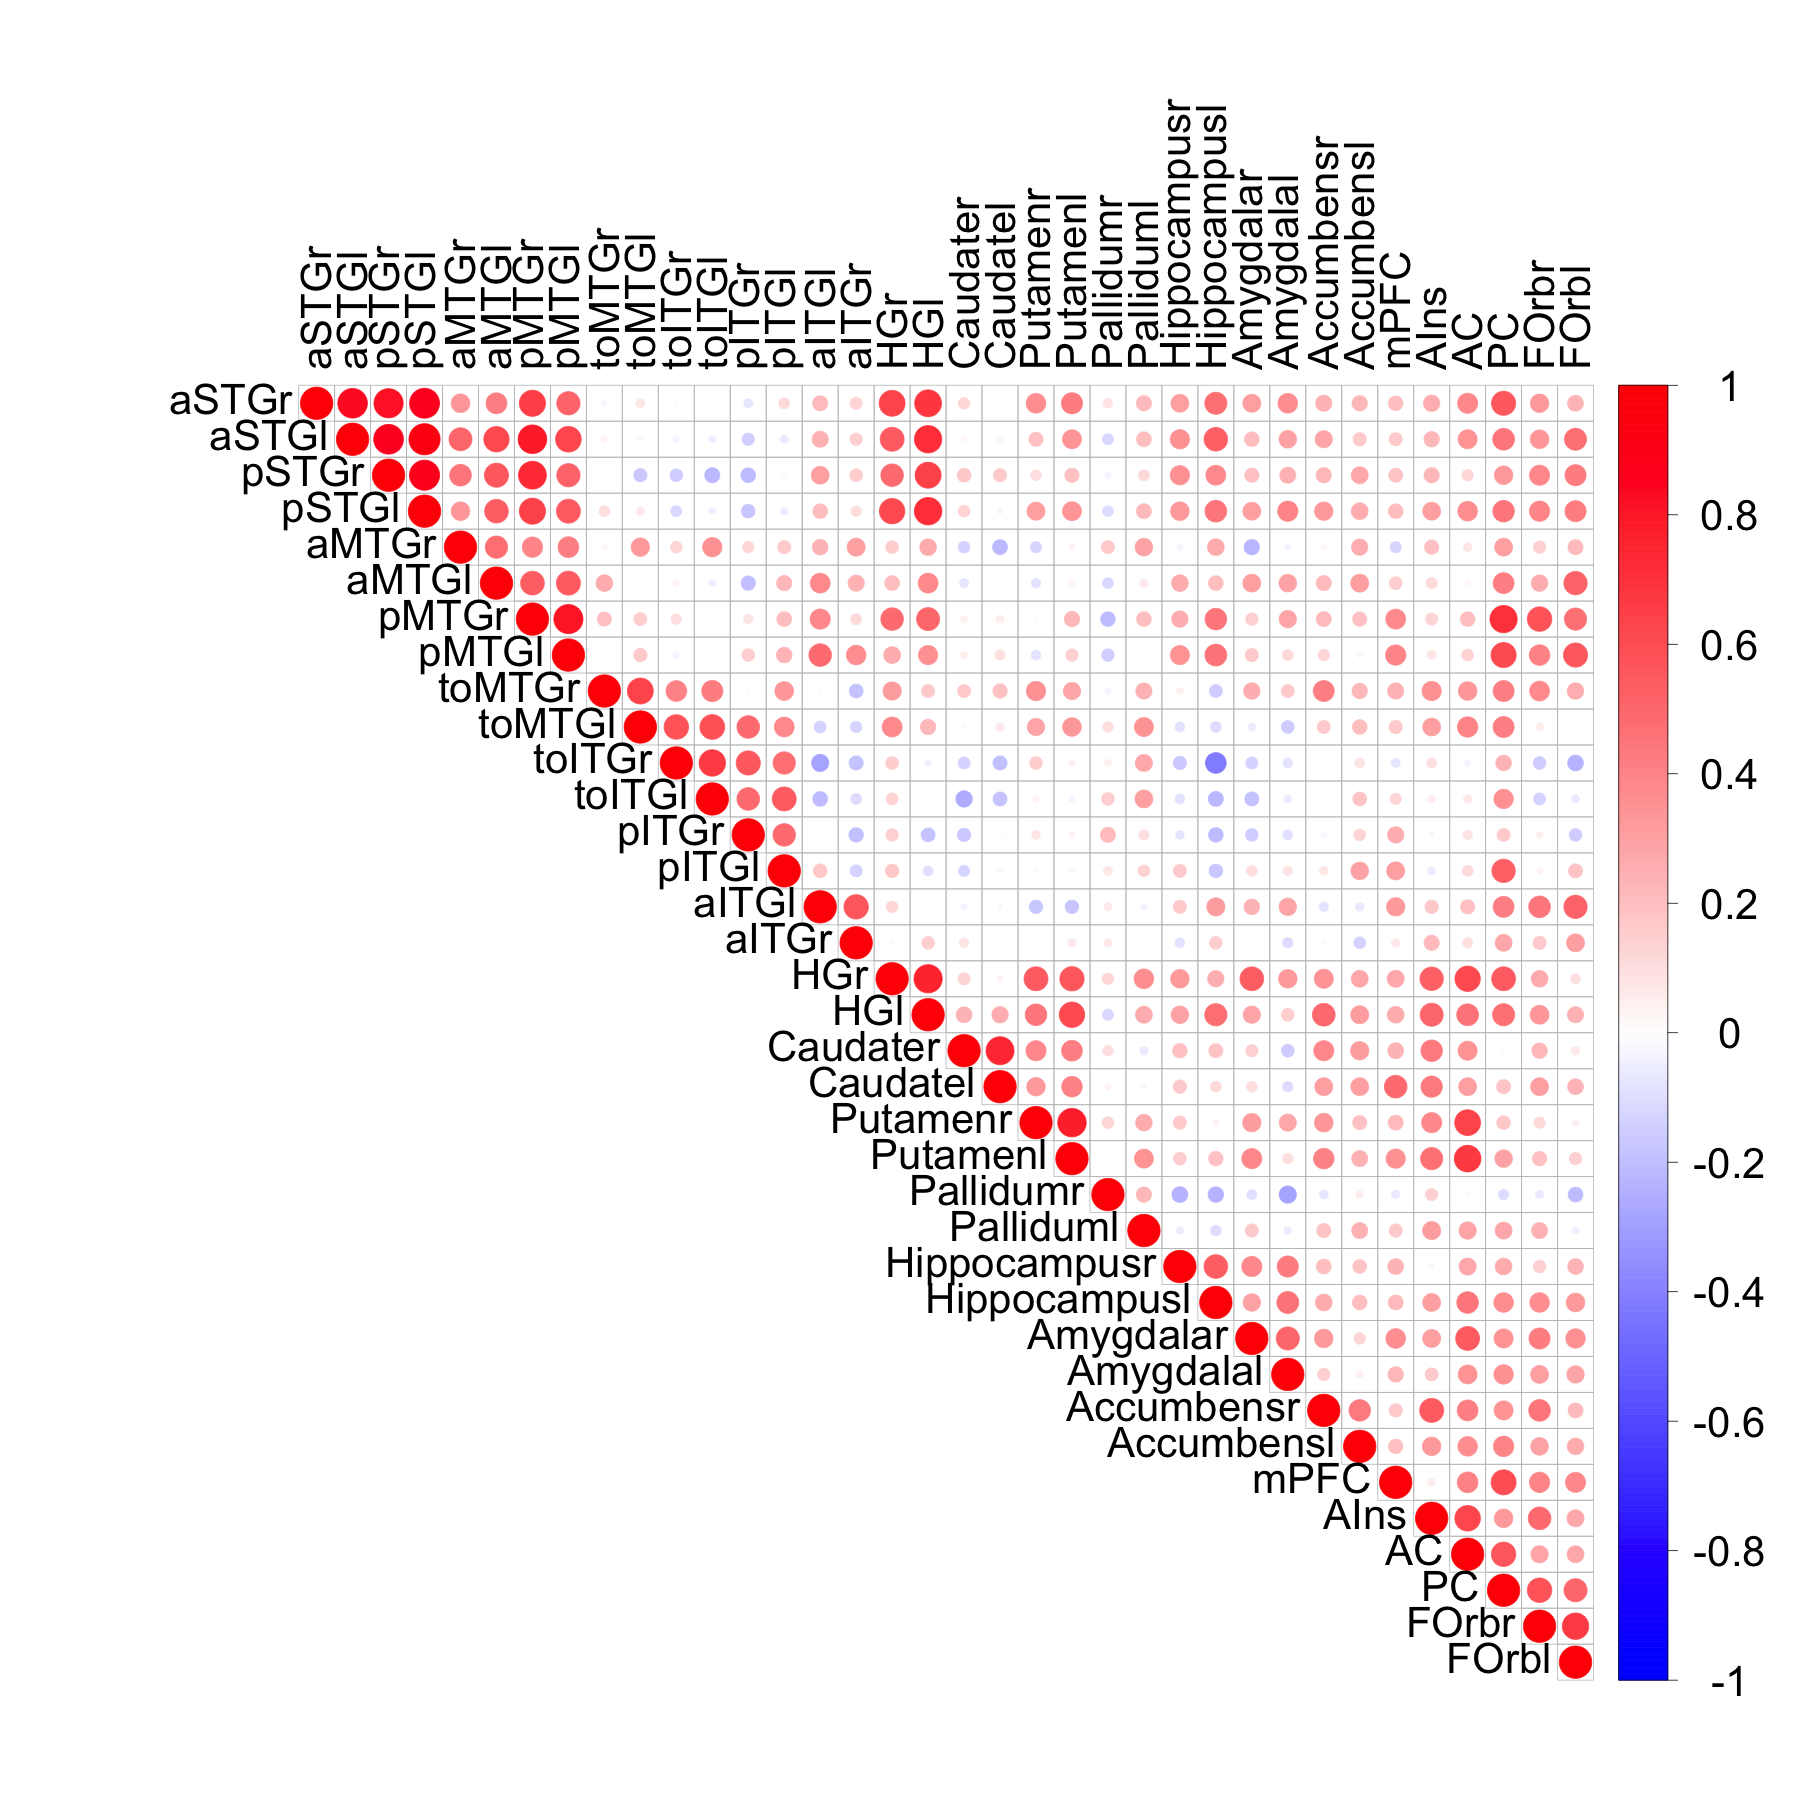 aSTGr
aSTGl
pSTGr
pSTGl
aMTGr
aMTGl
pMTGr
pMTGl
toMTGr
toMTGl
toITGr
toITGl
pITGr
pITGl
aITGl
aITGr
HGr
HGl
Caudater
Caudatel
Putamenr
Putamenl
Pallidumr
Palliduml
Hippocampusr
Hippocampusl
Amygdalar
Amygdalal
Accumbensr
Accumbensl
mPFC
AIns
AC
PC
FOrbr
FOrbl
aSTGr
aSTGl
pSTGr
pSTGl
aMTGr
aMTGl
pMTGr
pMTGl
toMTGr
toMTGl
toITGr
toITGl
pITGr
pITGl
aITGl
aITGr
HGr
HGl
Caudater
Caudatel
Putamenr
Putamenl
Pallidumr
Palliduml
Hippocampusr
Hippocampusl
Amygdalar
Amygdalal
Accumbensr
Accumbensl
mPFC
AIns
AC
PC
FOrbr
FOrbl
1
0.8
0.6
0.4
0.2
0
-0.2
-0.4
-0.6
-0.8
-1